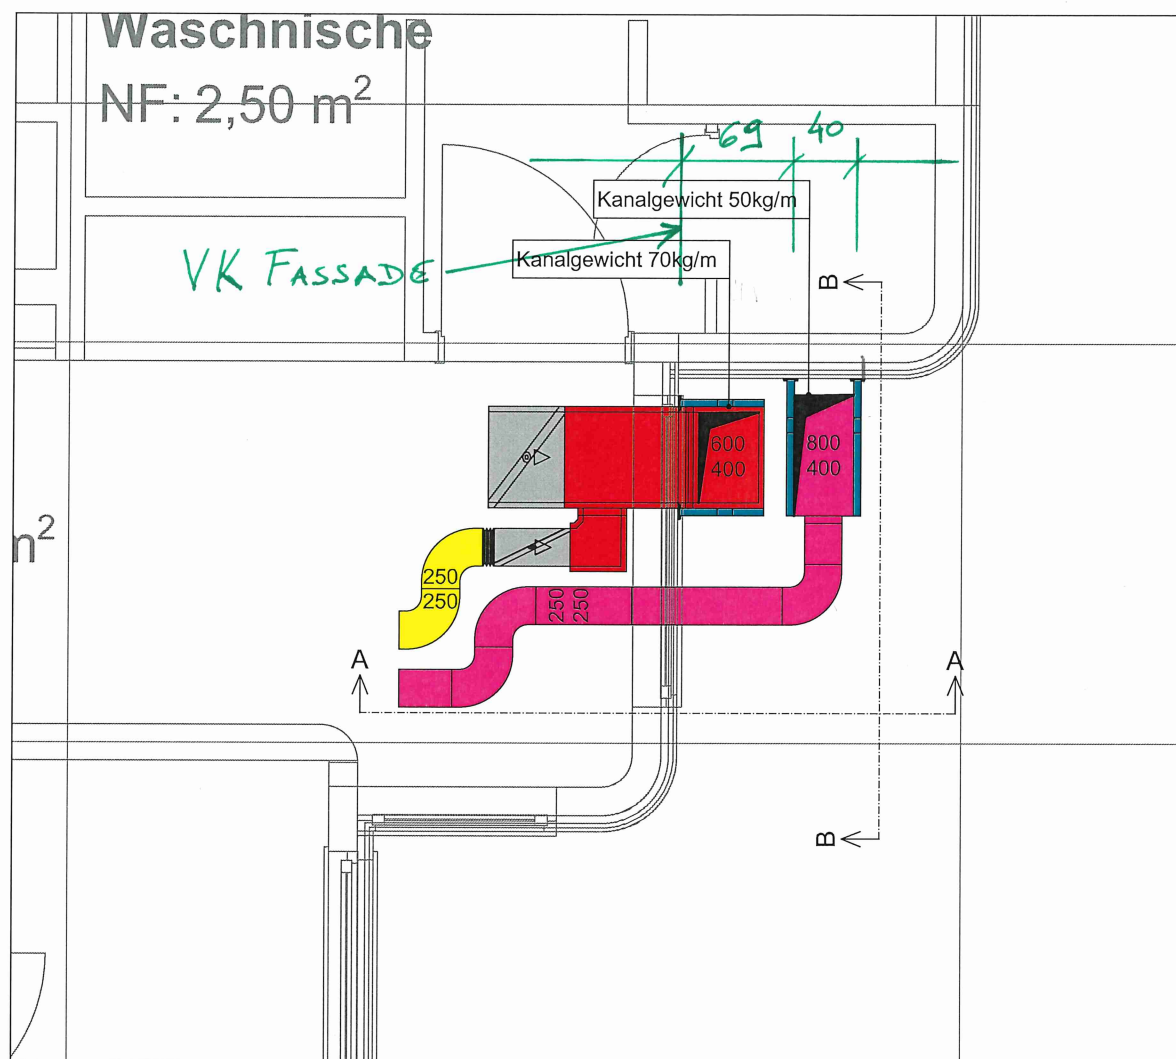 Waschnische
NF: 2,50 m²
69
40
Kanalgewicht 50kg/m
VK FASSADE
Kanalgewicht 70kg/m
B
600
400
800
400
m²
250
250
250
250
A
A
B